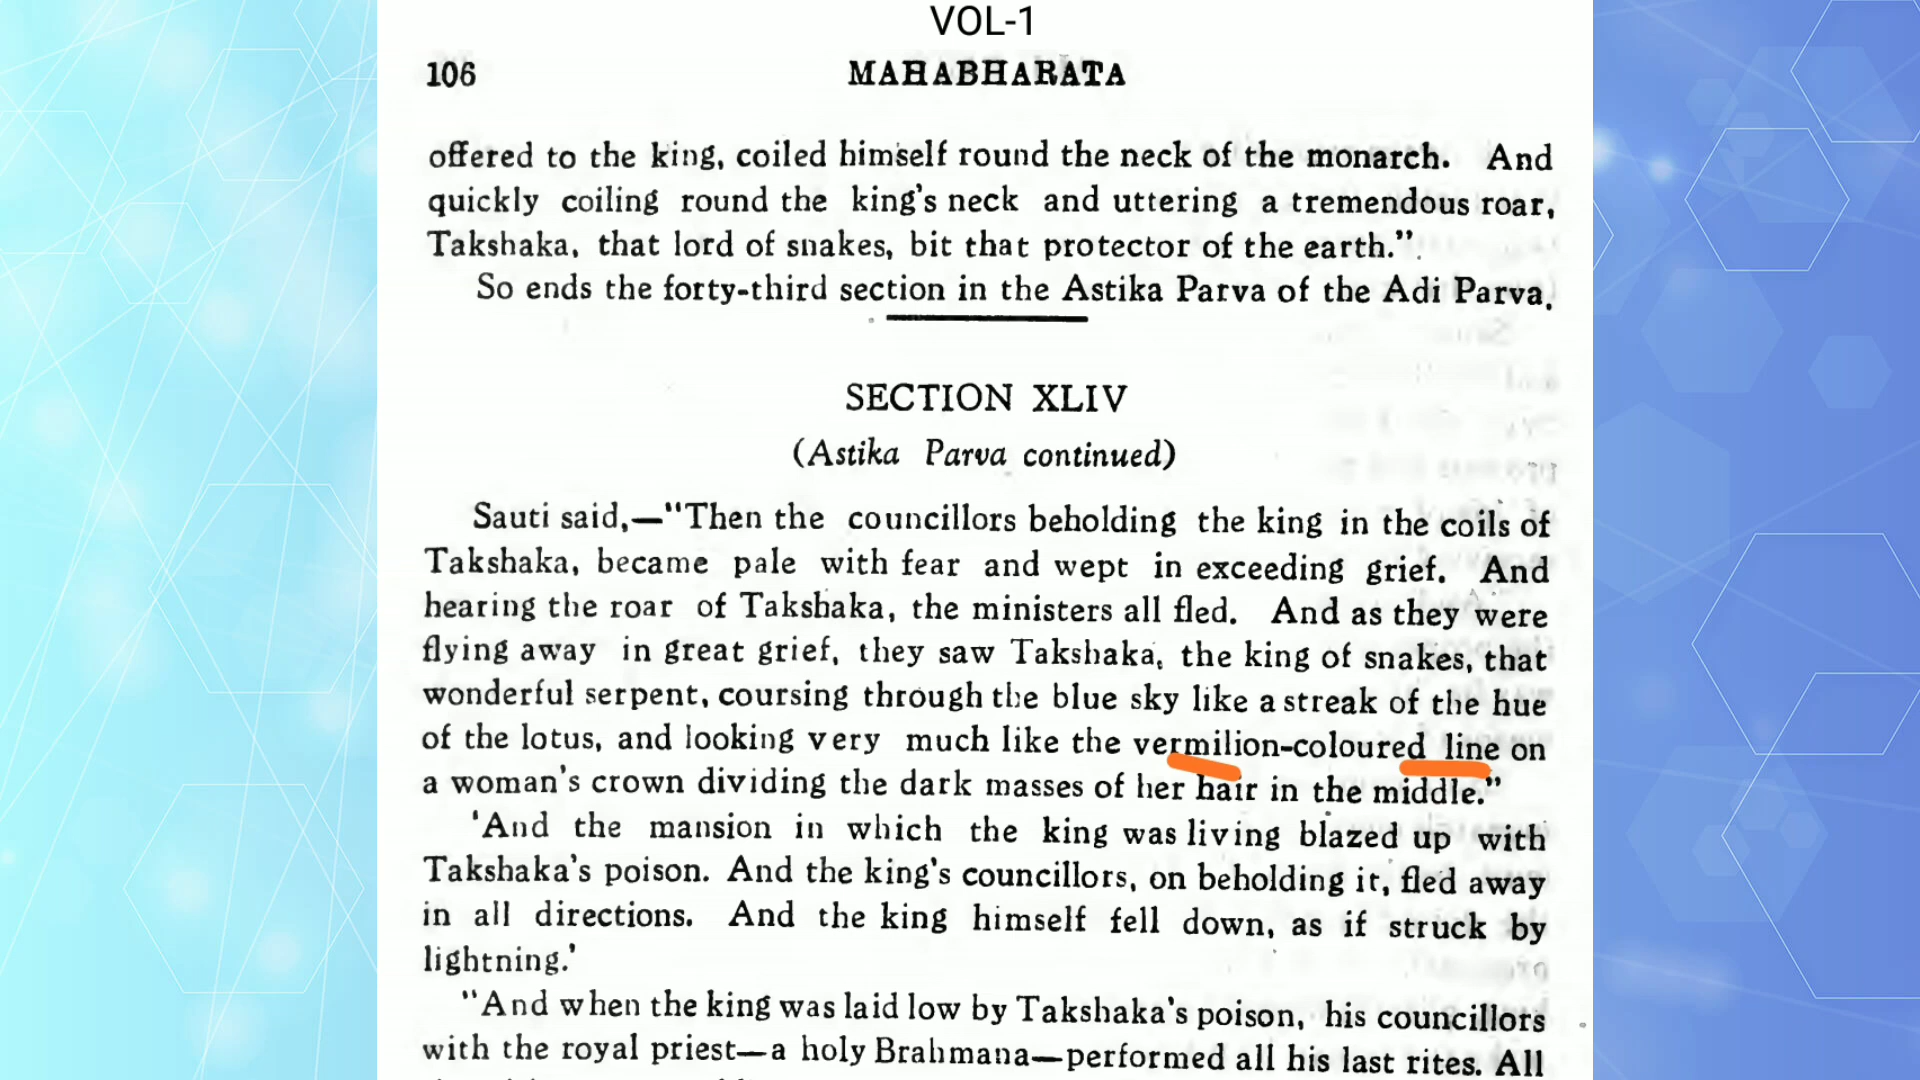 VOL-1
106 MAHABHARATA
offered to the king, coiled himself round the neck of the monarch. And
quickly coiling round the king's neck and uttering a tremendous roar,
Takshaka, that lord of snakes, bit that protector of the earth."
So ends the forty-third section in the Astika Parva of the Adi Parva.
SECTION XLIV
(Astika Parva continued)
Sauti said,—"Then the councillors beholding the king in the coils of
Takshaka, became pale with fear and wept in exceeding grief. And
hearing the roar of Takshaka, the ministers all fled. And as they were
flying away in great grief, they saw Takshaka, the king of snakes, that
wonderful serpent, coursing through the blue sky like a streak of the hue
of the lotus, and looking very much like the vermilion-coloured line on
a woman's crown dividing the dark masses of her hair in the middle."
'And the mansion in which the king was living blazed up with
Takshaka's poison. And the king's councillors, on beholding it, fled away
in all directions. And the king himself fell down, as if struck by
lightning.'
"And when the king was laid low by Takshaka's poison, his councillors
with the royal priest—a holy Brahmana—performed all his last rites. All